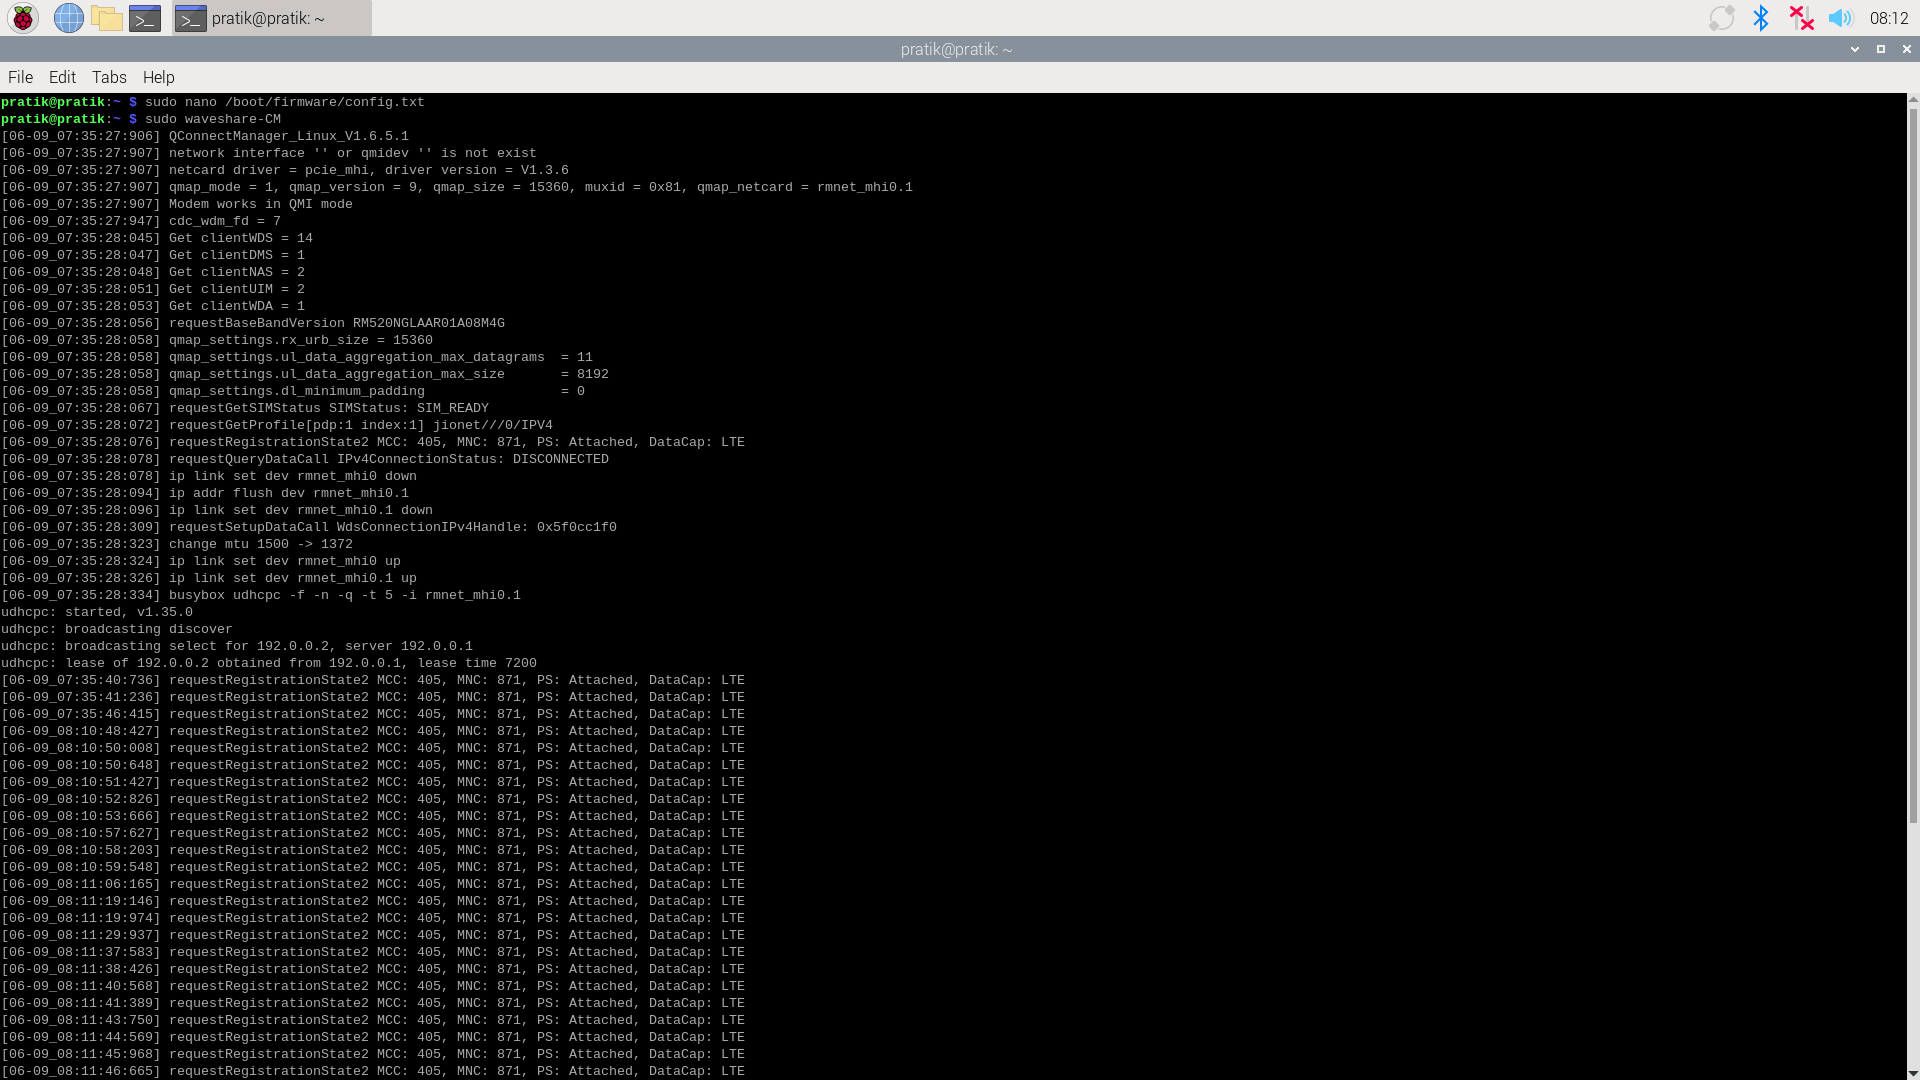 pratik@pratik: ~
08:12
pratik@pratik: ~
File Edit Tabs Help
pratik@pratik:~ $ sudo nano /boot/firmware/config.txt
pratik@pratik:~ $ sudo waveshare-CM
[06-09_07:35:27:906] QConnectManager_Linux_V1.6.5.1
[06-09_07:35:27:907] network interface '' or qmidev '' is not exist
[06-09_07:35:27:907] netcard driver = pcie_mhi, driver version = V1.3.6
[06-09_07:35:27:907] qmap_mode = 1, qmap_version = 9, qmap_size = 15360, muxid = 0x81, qmap_netcard = rmnet_mhi0.1
[06-09_07:35:27:907] Modem works in QMI mode
[06-09_07:35:27:947] cdc_wdm_fd = 7
[06-09_07:35:28:045] Get clientWDS = 14
[06-09_07:35:28:047] Get clientDMS = 1
[06-09_07:35:28:048] Get clientNAS = 2
[06-09_07:35:28:051] Get clientUIM = 2
[06-09_07:35:28:053] Get clientWDA = 1
[06-09_07:35:28:056] requestBaseBandVersion RM520NGLAAR01A08M4G
[06-09_07:35:28:058] qmap_settings.rx_urb_size = 15360
[06-09_07:35:28:058] qmap_settings.ul_data_aggregation_max_datagrams  = 11
[06-09_07:35:28:058] qmap_settings.ul_data_aggregation_max_size       = 8192
[06-09_07:35:28:058] qmap_settings.dl_minimum_padding                 = 0
[06-09_07:35:28:067] requestGetSIMStatus SIMStatus: SIM_READY
[06-09_07:35:28:072] requestGetProfile[pdp:1 index:1] jionet///0/IPV4
[06-09_07:35:28:076] requestRegistrationState2 MCC: 405, MNC: 871, PS: Attached, DataCap: LTE
[06-09_07:35:28:078] requestQueryDataCall IPv4ConnectionStatus: DISCONNECTED
[06-09_07:35:28:078] ip link set dev rmnet_mhi0 down
[06-09_07:35:28:094] ip addr flush dev rmnet_mhi0.1
[06-09_07:35:28:096] ip link set dev rmnet_mhi0.1 down
[06-09_07:35:28:309] requestSetupDataCall WdsConnectionIPv4Handle: 0x5f0cc1f0
[06-09_07:35:28:323] change mtu 1500 -> 1372
[06-09_07:35:28:324] ip link set dev rmnet_mhi0 up
[06-09_07:35:28:326] ip link set dev rmnet_mhi0.1 up
[06-09_07:35:28:334] busybox udhcpc -f -n -q -t 5 -i rmnet_mhi0.1
udhcpc: started, v1.35.0
udhcpc: broadcasting discover
udhcpc: broadcasting select for 192.0.0.2, server 192.0.0.1
udhcpc: lease of 192.0.0.2 obtained from 192.0.0.1, lease time 7200
[06-09_07:35:40:736] requestRegistrationState2 MCC: 405, MNC: 871, PS: Attached, DataCap: LTE
[06-09_07:35:41:236] requestRegistrationState2 MCC: 405, MNC: 871, PS: Attached, DataCap: LTE
[06-09_07:35:46:415] requestRegistrationState2 MCC: 405, MNC: 871, PS: Attached, DataCap: LTE
[06-09_08:10:48:427] requestRegistrationState2 MCC: 405, MNC: 871, PS: Attached, DataCap: LTE
[06-09_08:10:50:008] requestRegistrationState2 MCC: 405, MNC: 871, PS: Attached, DataCap: LTE
[06-09_08:10:50:648] requestRegistrationState2 MCC: 405, MNC: 871, PS: Attached, DataCap: LTE
[06-09_08:10:51:427] requestRegistrationState2 MCC: 405, MNC: 871, PS: Attached, DataCap: LTE
[06-09_08:10:52:826] requestRegistrationState2 MCC: 405, MNC: 871, PS: Attached, DataCap: LTE
[06-09_08:10:53:666] requestRegistrationState2 MCC: 405, MNC: 871, PS: Attached, DataCap: LTE
[06-09_08:10:57:627] requestRegistrationState2 MCC: 405, MNC: 871, PS: Attached, DataCap: LTE
[06-09_08:10:58:203] requestRegistrationState2 MCC: 405, MNC: 871, PS: Attached, DataCap: LTE
[06-09_08:10:59:548] requestRegistrationState2 MCC: 405, MNC: 871, PS: Attached, DataCap: LTE
[06-09_08:11:06:165] requestRegistrationState2 MCC: 405, MNC: 871, PS: Attached, DataCap: LTE
[06-09_08:11:19:146] requestRegistrationState2 MCC: 405, MNC: 871, PS: Attached, DataCap: LTE
[06-09_08:11:19:974] requestRegistrationState2 MCC: 405, MNC: 871, PS: Attached, DataCap: LTE
[06-09_08:11:29:937] requestRegistrationState2 MCC: 405, MNC: 871, PS: Attached, DataCap: LTE
[06-09_08:11:37:583] requestRegistrationState2 MCC: 405, MNC: 871, PS: Attached, DataCap: LTE
[06-09_08:11:38:426] requestRegistrationState2 MCC: 405, MNC: 871, PS: Attached, DataCap: LTE
[06-09_08:11:40:568] requestRegistrationState2 MCC: 405, MNC: 871, PS: Attached, DataCap: LTE
[06-09_08:11:41:389] requestRegistrationState2 MCC: 405, MNC: 871, PS: Attached, DataCap: LTE
[06-09_08:11:43:750] requestRegistrationState2 MCC: 405, MNC: 871, PS: Attached, DataCap: LTE
[06-09_08:11:44:569] requestRegistrationState2 MCC: 405, MNC: 871, PS: Attached, DataCap: LTE
[06-09_08:11:45:968] requestRegistrationState2 MCC: 405, MNC: 871, PS: Attached, DataCap: LTE
[06-09_08:11:46:665] requestRegistrationState2 MCC: 405, MNC: 871, PS: Attached, DataCap: LTE